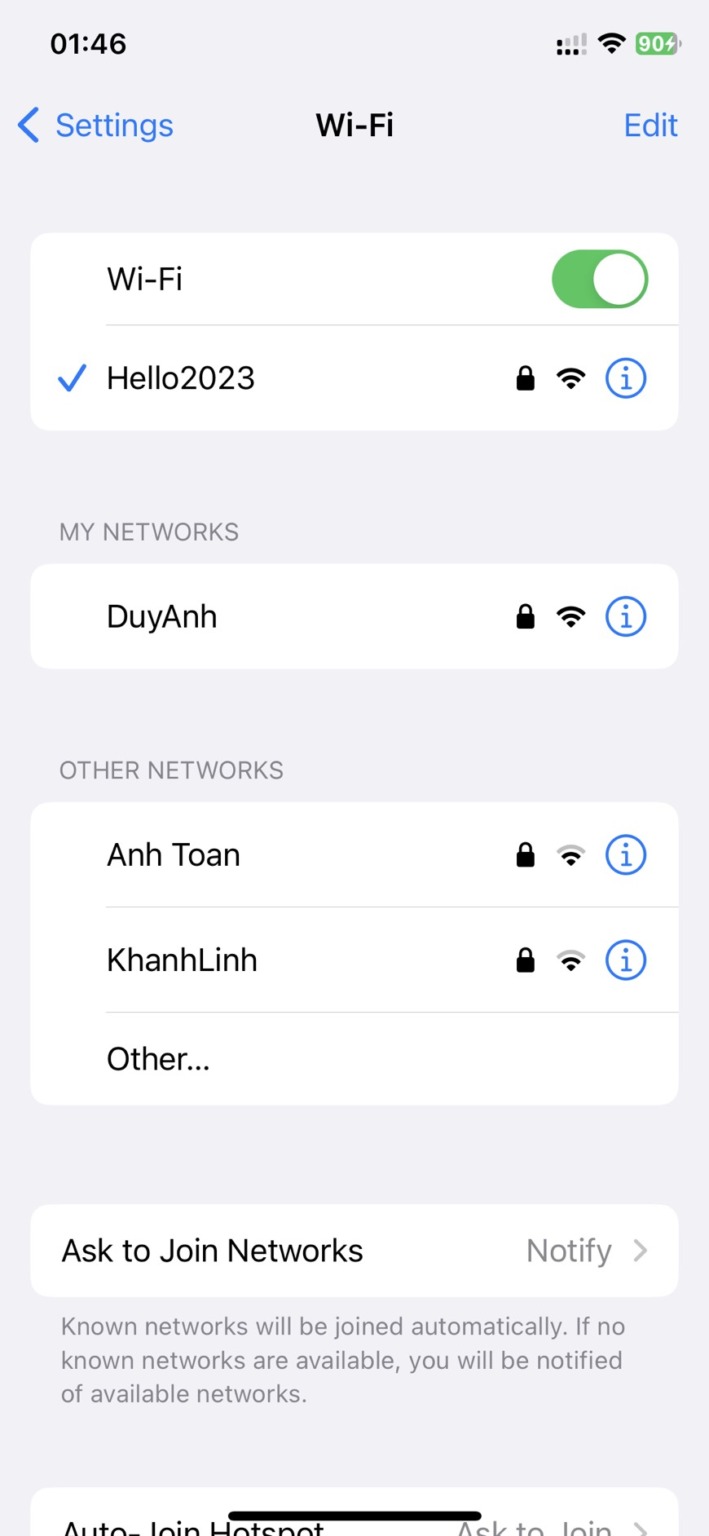 01:46
90
Settings
Wi-Fi
Edit
Wi-Fi
Hello2023
MY NETWORKS
DuyAnh
OTHER NETWORKS
Anh Toan
KhanhLinh
Other...
Ask to Join Networks
Notify
Known networks will be joined automatically. If no
known networks are available, you will be notified
of available networks.
Auto-Join Hotspot
Ask to Join